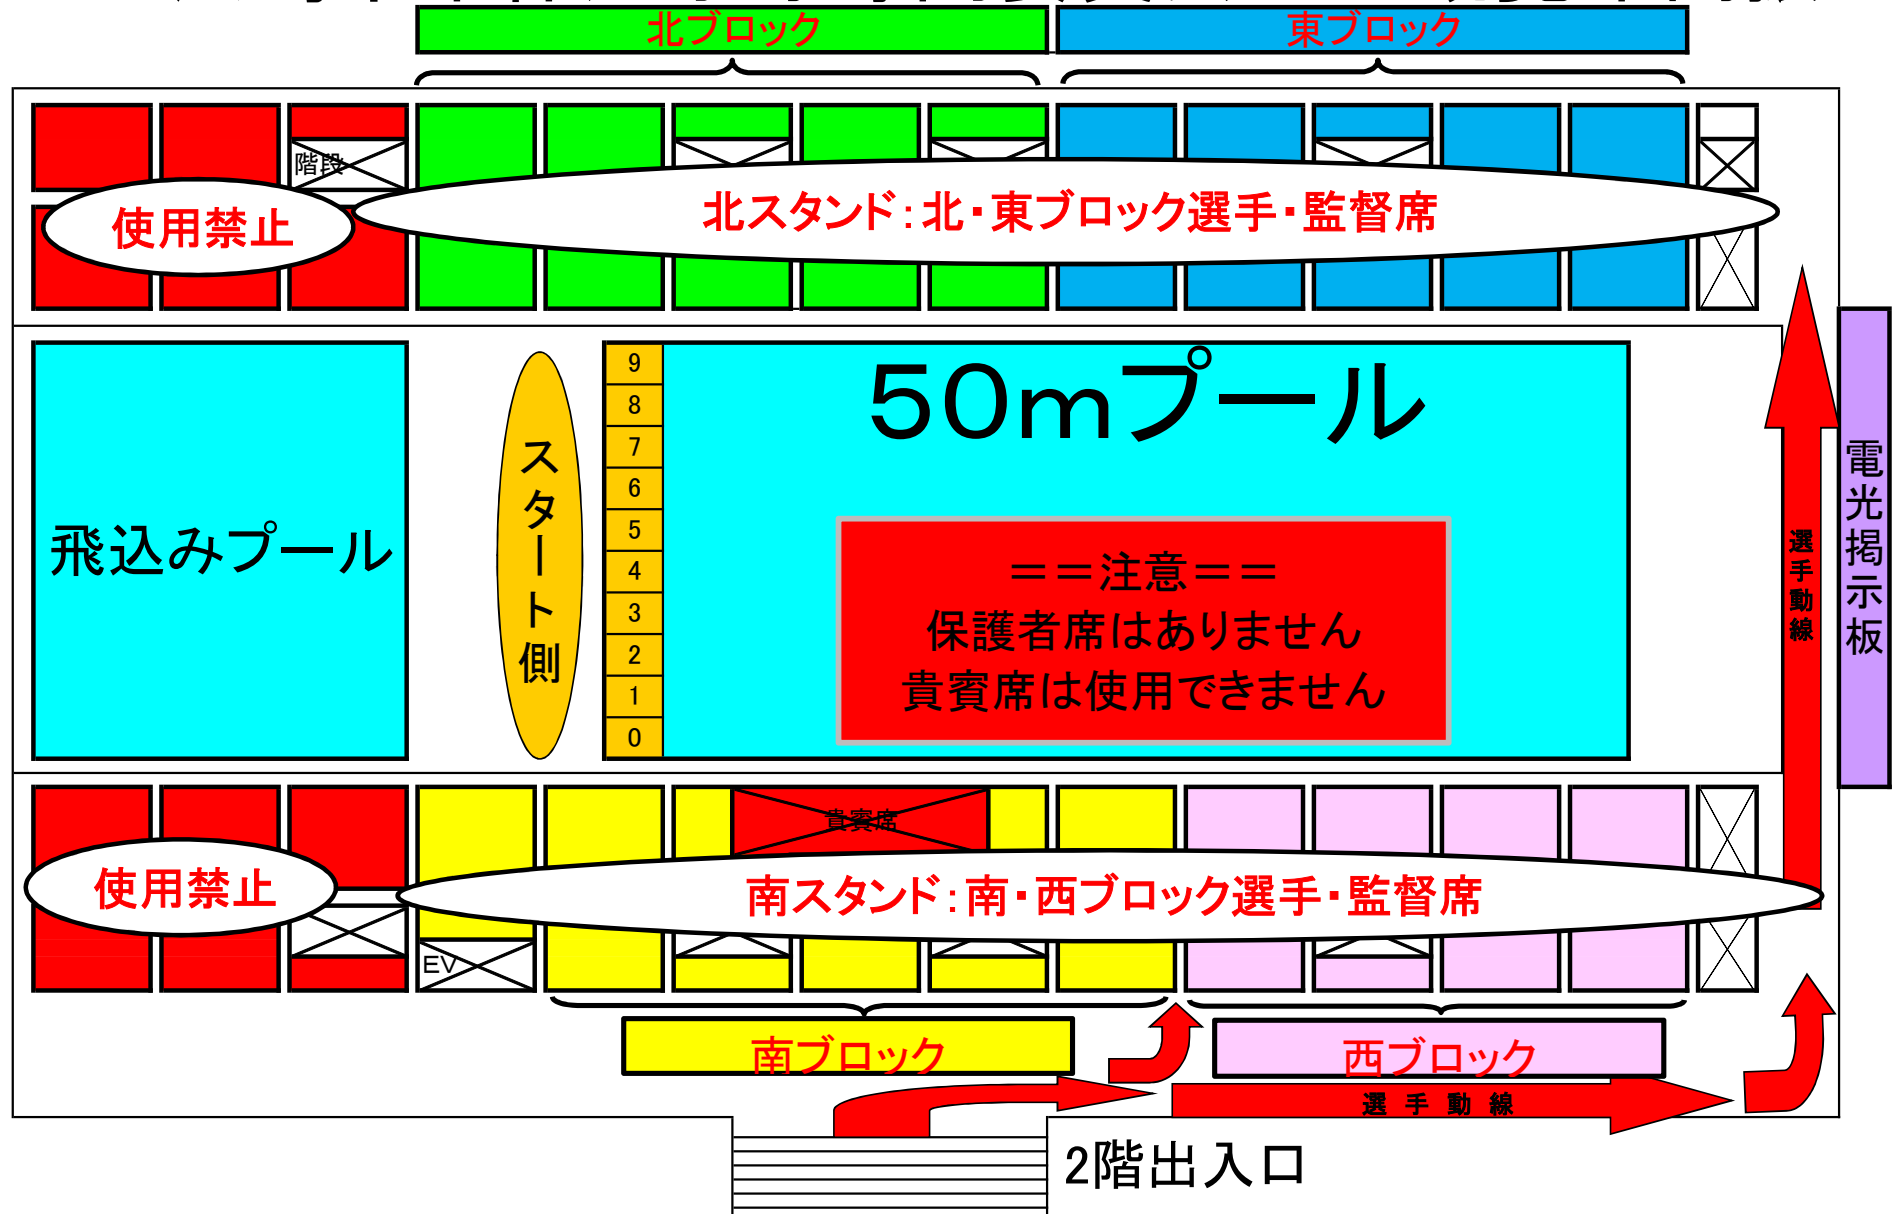 北ブロック
東ブロック
階段
使用禁止
北スタンド：北・東ブロック選手・監督席
飛込みプール
スタート側
9
8
7
6
5
4
3
2
1
0
50mプール
＝＝注意＝＝
保護者席はありません
貴賓席は使用できません
選手動線
電光掲示板
貴賓席
使用禁止
南スタンド：南・西ブロック選手・監督席
EV
南ブロック
西ブロック
選手動線
2階出入口